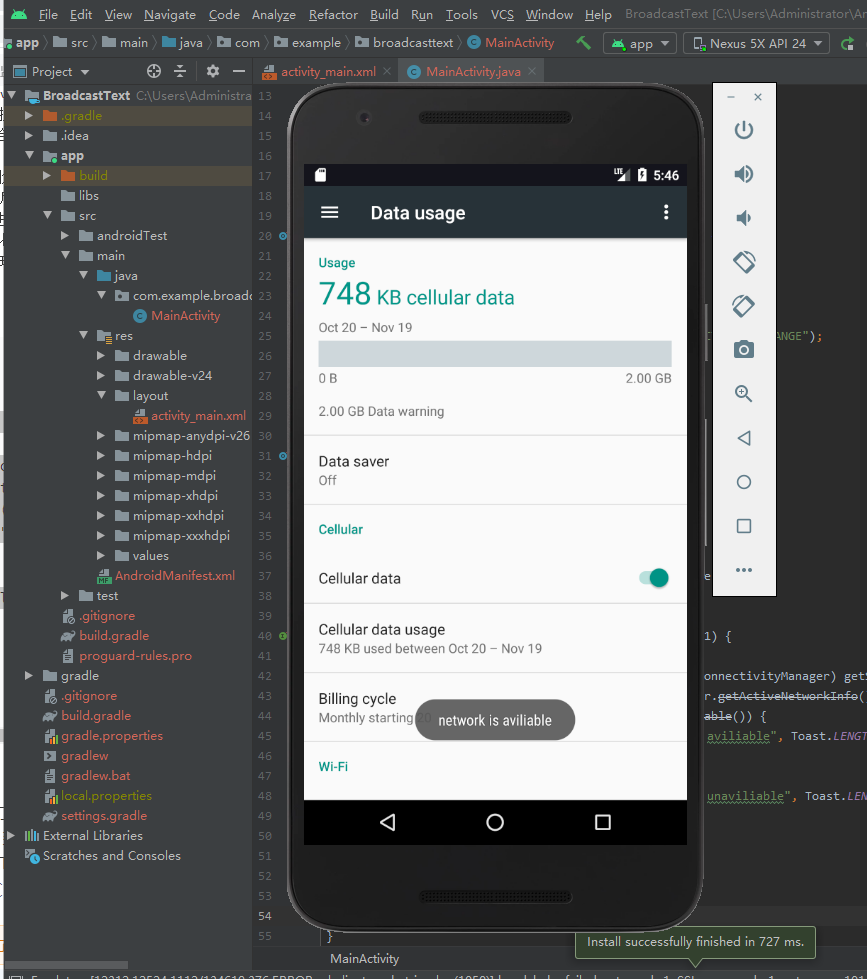 File Edit View Navigate Code Analyze Refactor Build Run Tools VCS Window Help BroadcastText [C:\Users\Administrator\Ar
app src main java com example broadcasttext MainActivity app Nexus 5X API 24
Project activity_main.xml MainActivity.java
BroadcastText C:\Users\Administra
.gradle
.idea
app
build
libs
src
androidTest
main
java
com.example.broadc
MainActivity
res
drawable
drawable-v24
layout
activity_main.xml
mipmap-anydpi-v26
mipmap-hdpi
mipmap-mdpi
mipmap-xhdpi
mipmap-xxhdpi
mipmap-xxxhdpi
values
AndroidManifest.xml
test
.gitignore
build.gradle
proguard-rules.pro
gradle
.gitignore
build.gradle
gradle.properties
gradlew
gradlew.bat
local.properties
settings.gradle
External Libraries
Scratches and Consoles
13
14
15
16
17
18
19
20
21
22
23
24
25
26
27
28
29
30
31
32
33
34
35
36
37
38
39
40
41
42
43
44
45
46
47
48
49
50
51
52
53
54
55
LTE 5:46
Data usage
Usage
748 KB cellular data
Oct 20 – Nov 19
0 B 2.00 GB
2.00 GB Data warning
Data saver
Off
Cellular
Cellular data
Cellular data usage
748 KB used between Oct 20 – Nov 19
Billing cycle
Monthly starting
network is aviliable
Wi-Fi
ANGE");
1) {
onnectivityManager) getS
r.getActiveNetworkInfo(
able()) {
aviliable", Toast.LENGT
unaviliable", Toast.LEN
}
MainActivity
Install successfully finished in 727 ms.